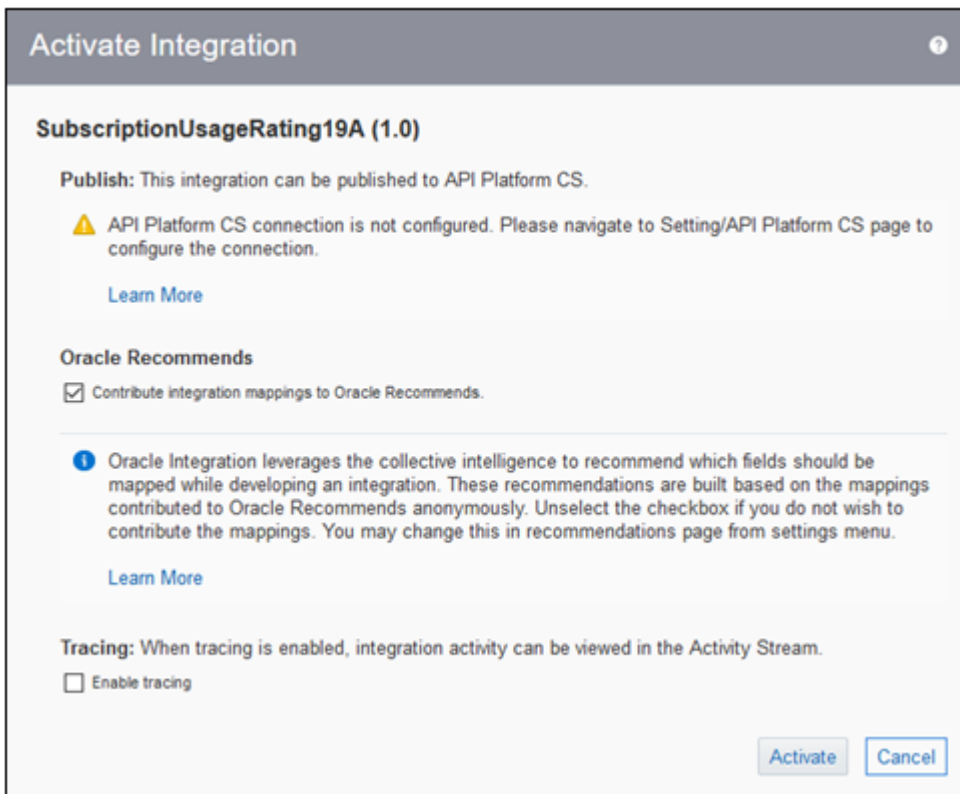 Activate Integration
SubscriptionUsageRating19A (1.0)
Publish: This integration can be published to API Platform CS.
API Platform CS connection is not configured. Please navigate to Setting/API Platform CS page to
configure the connection.
Learn More
Oracle Recommends
Contribute integration mappings to Oracle Recommends.
Oracle Integration leverages the collective intelligence to recommend which fields should be
mapped while developing an integration. These recommendations are built based on the mappings
contributed to Oracle Recommends anonymously. Unselect the checkbox if you do not wish to
contribute the mappings. You may change this in recommendations page from settings menu.
Learn More
Tracing: When tracing is enabled, integration activity can be viewed in the Activity Stream.
Enable tracing
Activate Cancel